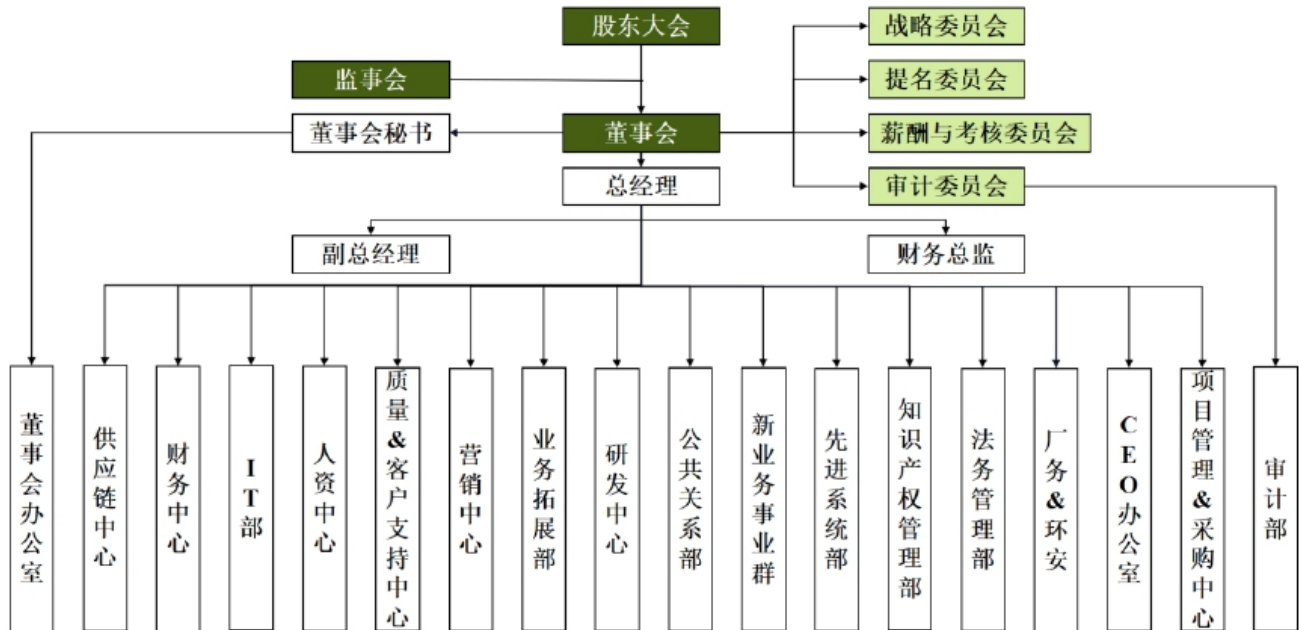 股东大会
战略委员会
监事会
提名委员会
董事会秘书
董事会
薪酬与考核委员会
总经理
审计委员会
副总经理
财务总监
董事会办公室
供应链中心
财务中心
IT部
人资中心
质量&客户支持中心
营销中心
业务拓展部
研发中心
公共关系部
新业务事业群
先进系统部
知识产权管理部
法务管理部
厂务&环安
CEO办公室
项目管理&采购中心
审计部